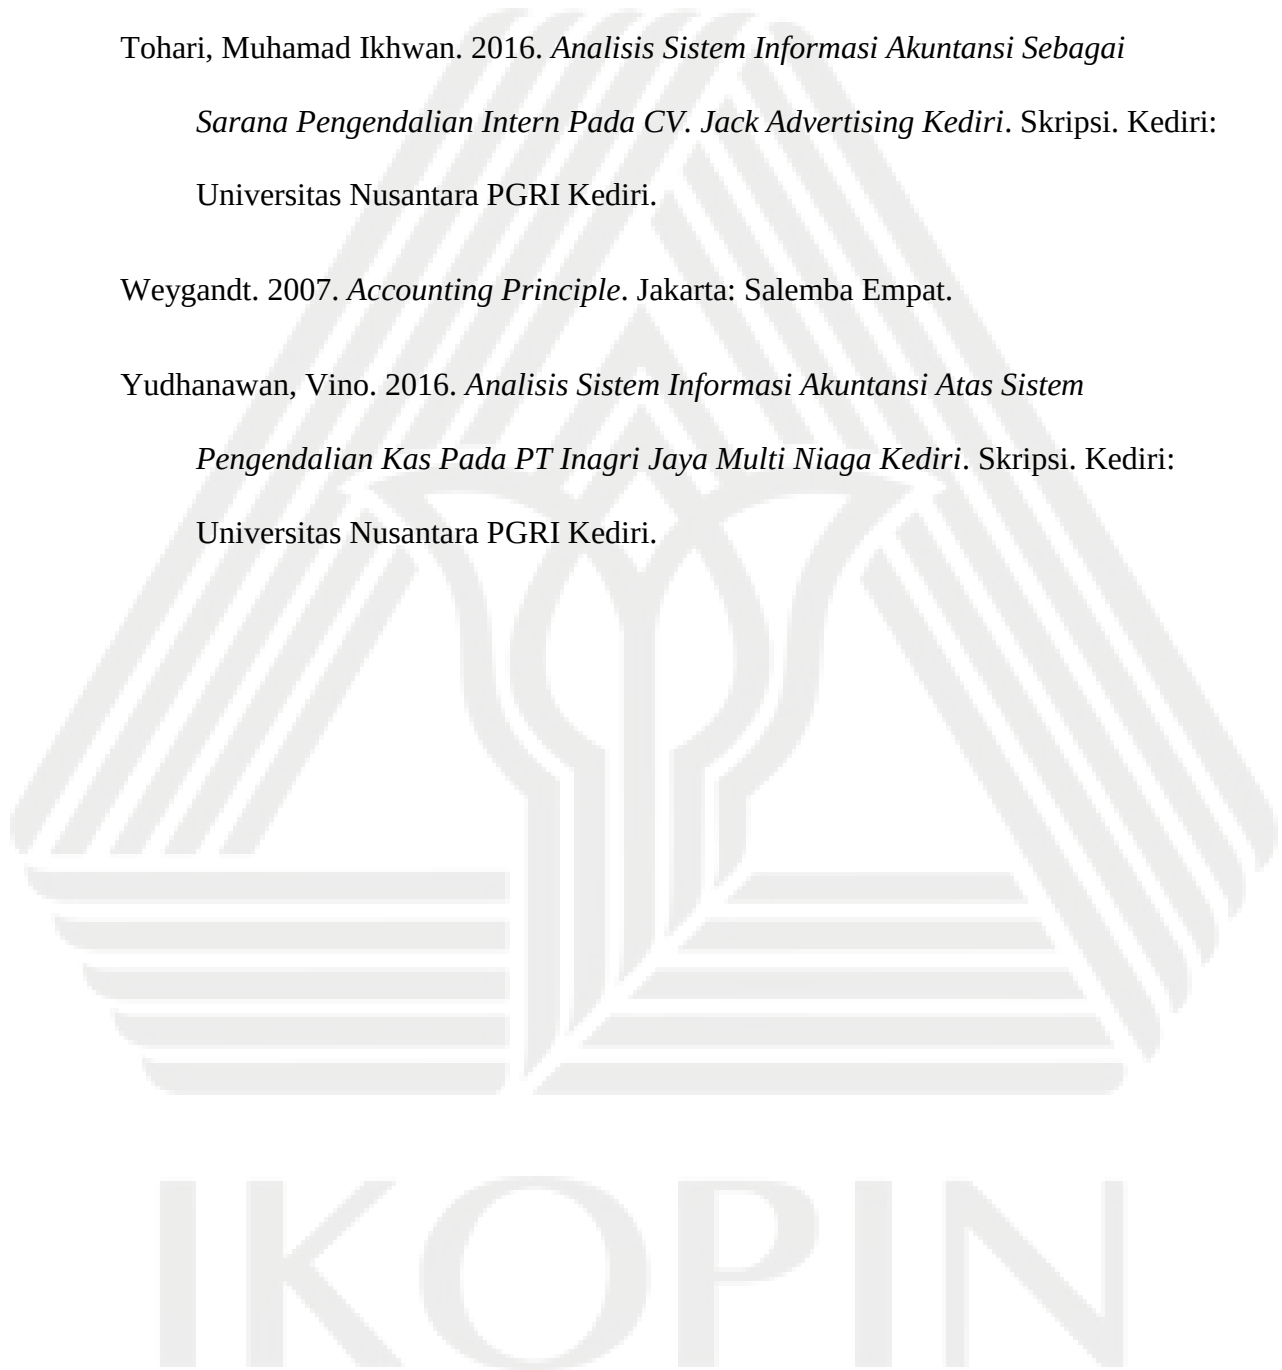 Tohari, Muhamad Ikhwan. 2016. Analisis Sistem Informasi Akuntansi Sebagai
Sarana Pengendalian Intern Pada CV. Jack Advertising Kediri. Skripsi. Kediri:
Universitas Nusantara PGRI Kediri.
Weygandt. 2007. Accounting Principle. Jakarta: Salemba Empat.
Yudhanawan, Vino. 2016. Analisis Sistem Informasi Akuntansi Atas Sistem
Pengendalian Kas Pada PT Inagri Jaya Multi Niaga Kediri. Skripsi. Kediri:
Universitas Nusantara PGRI Kediri.
IKOPIN